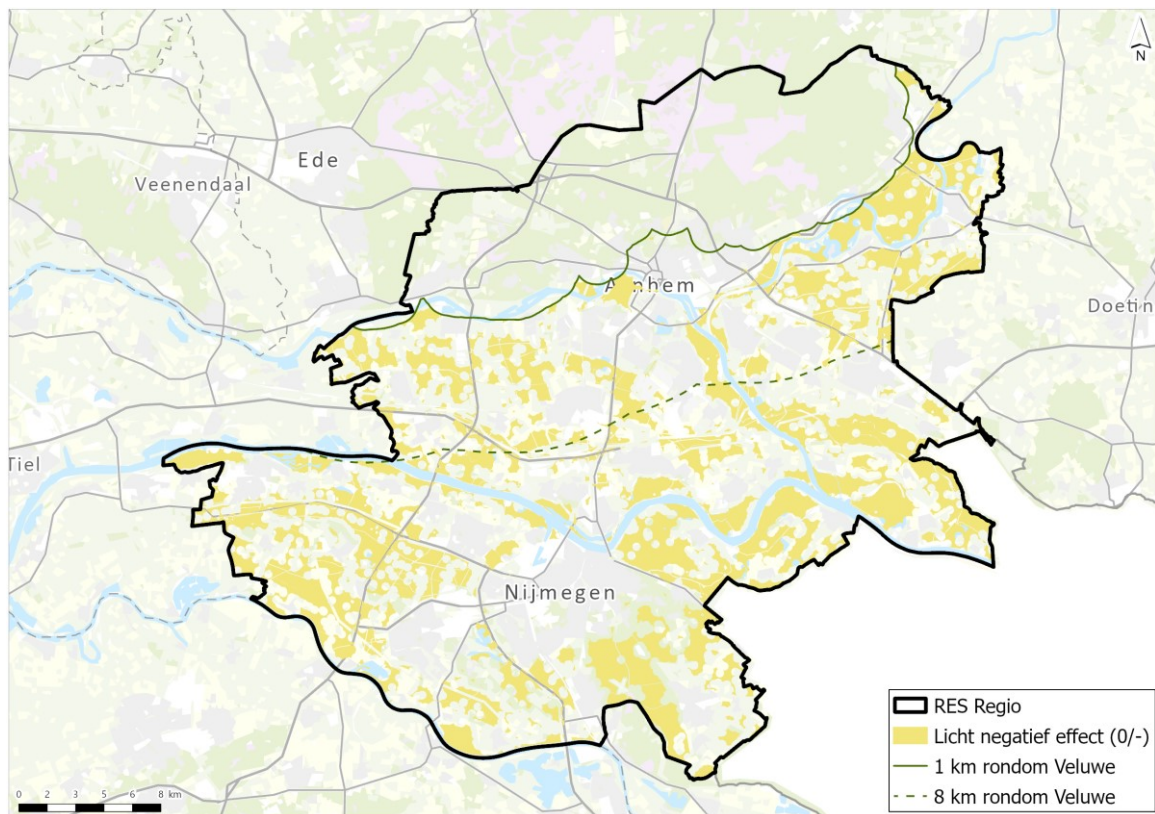 N
Ede
Veenendaal
Arnhem
Doetin
Tiel
Nijmegen
RES Regio
Licht negatief effect (0/-)
1 km rondom Veluwe
8 km rondom Veluwe
0 2 3 5 6 8 km